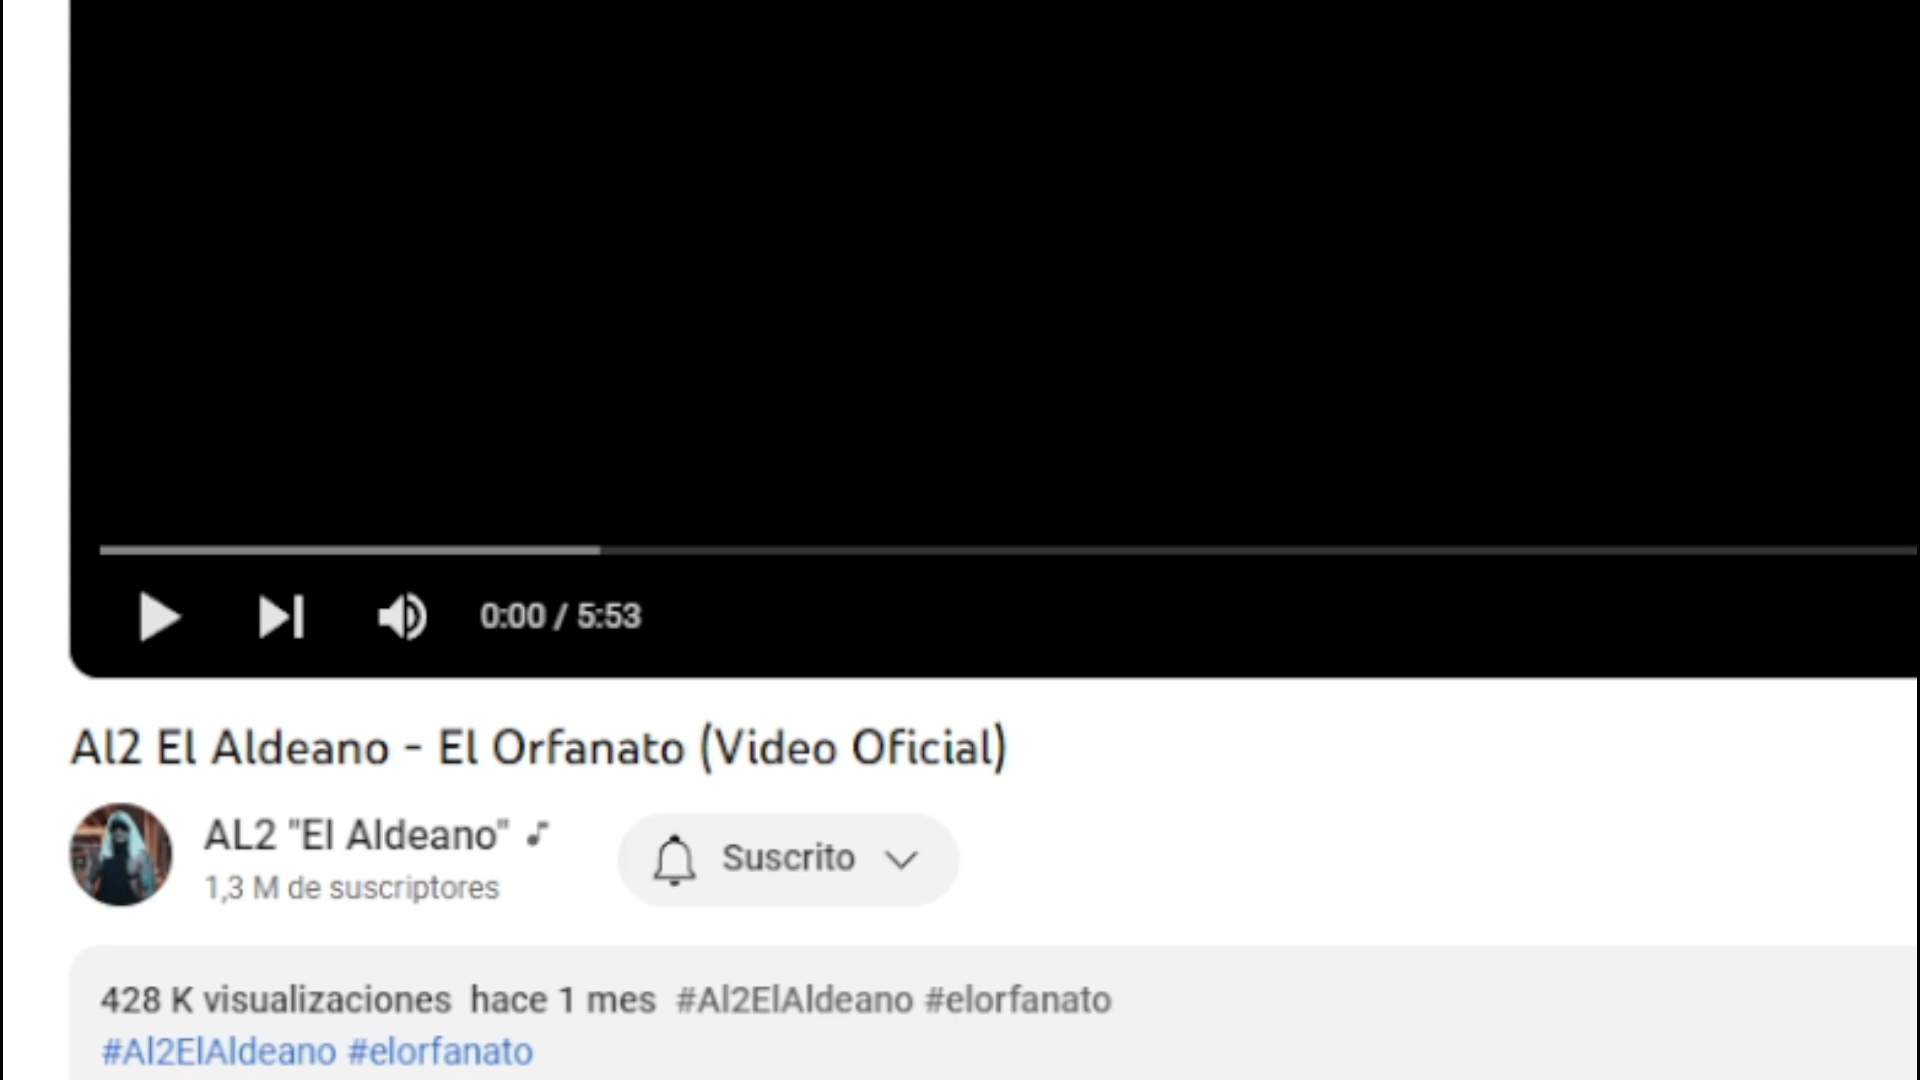 0:00 / 5:53
Al2 El Aldeano - El Orfanato (Video Oficial)
AL2 "El Aldeano" ♪
Suscrito
1,3 M de suscriptores
428 K visualizaciones hace 1 mes #Al2ElAldeano #elorfanato
#Al2ElAldeano #elorfanato